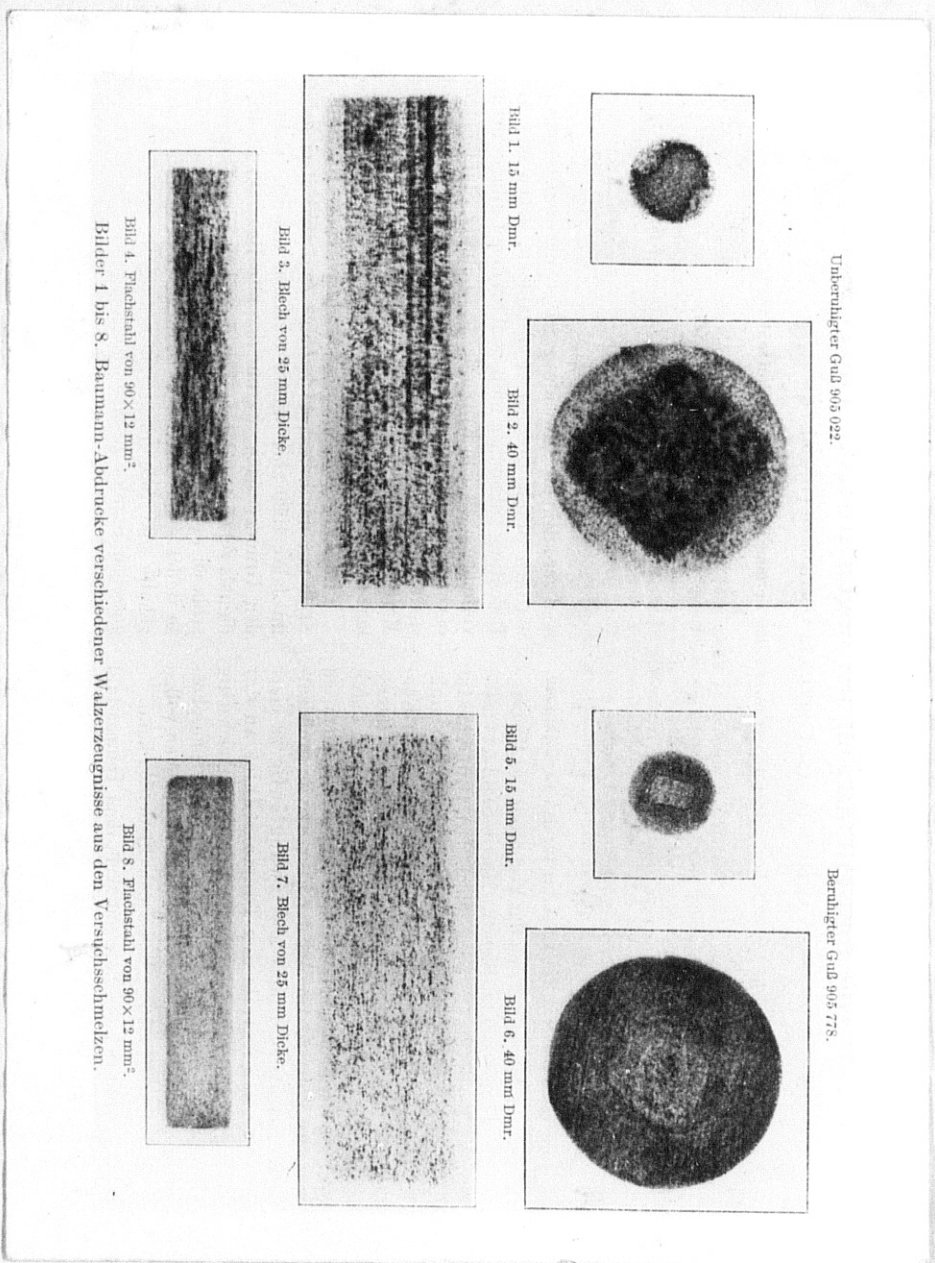 Unberuhigter Guß 905 022.
Beruhigter Guß 905 778.
Bild 1. 15 mm Dmr.
Bild 2. 40 mm Dmr.
Bild 5. 15 mm Dmr.
Bild 6. 40 mm Dmr.
Bild 3. Blech von 25 mm Dicke.
Bild 7. Blech von 25 mm Dicke.
Bild 4. Flachstahl von 90×12 mm².
Bild 8. Flachstahl von 90×12 mm².
Bilder 1 bis 8. Baumann-Abdrucke verschiedener Walzerzeugnisse aus den Versuchsschmelzen.